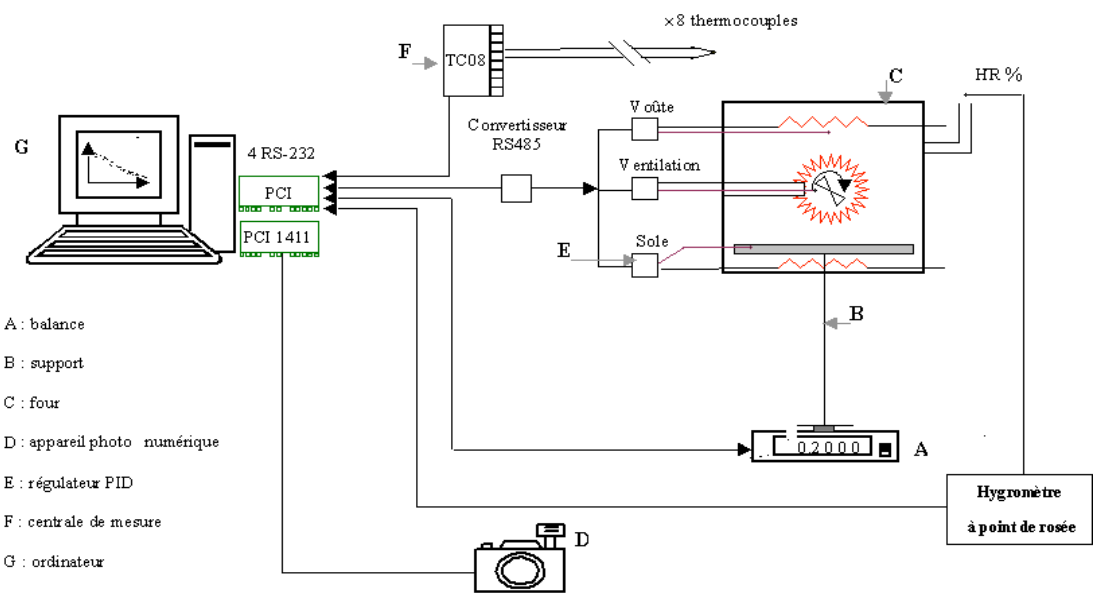 ×8 thermocouples
F
TC08
C
HR %
Voûte
Convertisseur
RS485
G
4 RS-232
Ventilation
PCI
PCI 1411
Sole
E
B
A : balance
B : support
C : four
D : appareil photo numérique
E : régulateur PID
F : centrale de mesure
G : ordinateur
0.2000
A
Hygromètre
à point de rosée
D